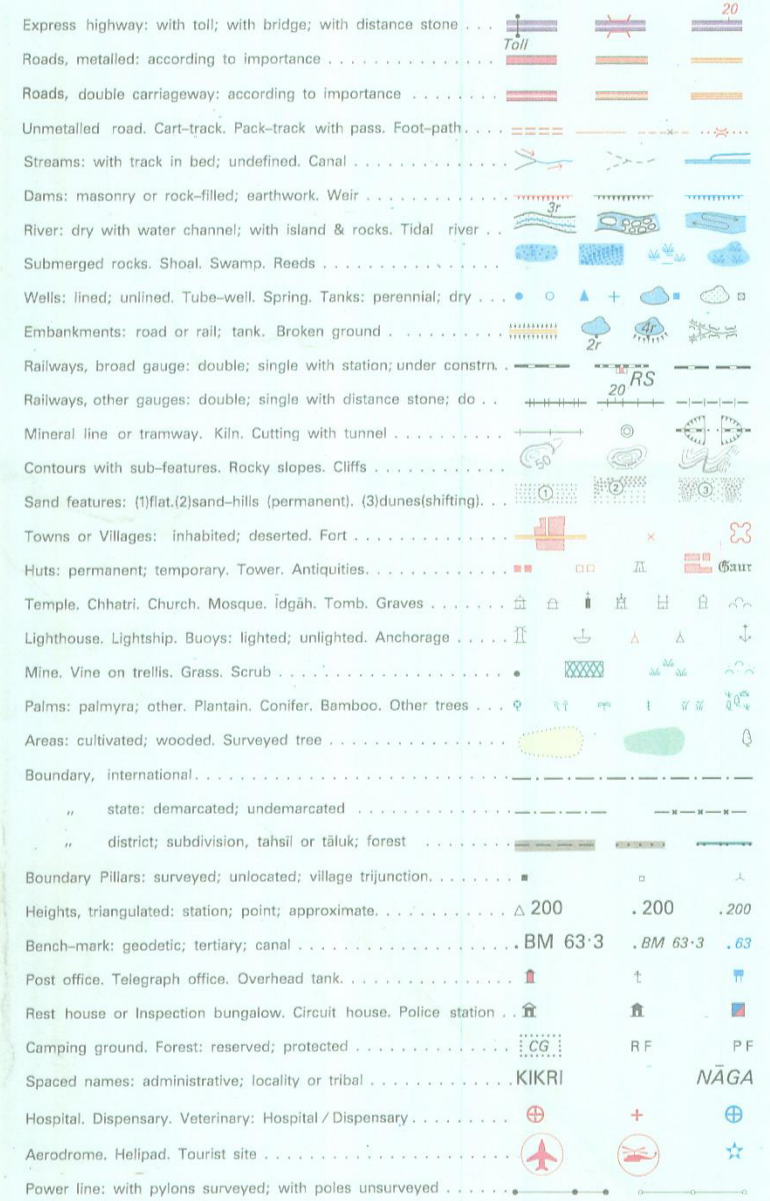 Express highway: with toll; with bridge; with distance stone . . . 20
Toll
Roads, metalled: according to importance . . . . . . . . . . . . . . .
Roads, double carriageway: according to importance . . . . . . . .
Unmetalled road. Cart-track. Pack-track with pass. Foot-path. . . .
Streams: with track in bed; undefined. Canal . . . . . . . . . . . . .
Dams: masonry or rock-filled; earthwork. Weir . . . . . . . . . . . .
River: dry with water channel; with island & rocks. Tidal river . . 3r
Submerged rocks. Shoal. Swamp. Reeds . . . . . . . . . . . . . . .
Wells: lined; unlined. Tube-well. Spring. Tanks: perennial; dry . . .
Embankments: road or rail; tank. Broken ground . . . . . . . . . . 2r 4r
Railways, broad gauge: double; single with station; under constrn. . . RS
Railways, other gauges: double; single with distance stone; do . . 20
Mineral line or tramway. Kiln. Cutting with tunnel . . . . . . . . . .
Contours with sub-features. Rocky slopes. Cliffs . . . . . . . . . . . 50
Sand features: (1)flat.(2)sand-hills (permanent). (3)dunes(shifting). . . 1 2 3
Towns or Villages: inhabited; deserted. Fort . . . . . . . . . . . . .
Huts: permanent; temporary. Tower. Antiquities. . . . . . . . . . . . Gaur
Temple. Chhatri. Church. Mosque. Īdgāh. Tomb. Graves . . . . . . .
Lighthouse. Lightship. Buoys: lighted; unlighted. Anchorage . . . . .
Mine. Vine on trellis. Grass. Scrub . . . . . . . . . . . . . . . . . . .
Palms: palmyra; other. Plantain. Conifer. Bamboo. Other trees . . .
Areas: cultivated; wooded. Surveyed tree . . . . . . . . . . . . . . .
Boundary, international. . . . . . . . . . . . . . . . . . . . . . . . . .
,, state: demarcated; undemarcated . . . . . . . . . . . . . .
,, district; subdivision, tahsīl or tāluk; forest . . . . . . . .
Boundary Pillars: surveyed; unlocated; village trijunction. . . . . . .
Heights, triangulated: station; point; approximate. . . . . . . . . . . 200 .200 .200
Bench-mark: geodetic; tertiary; canal . . . . . . . . . . . . . . . . . .BM 63·3 .BM 63·3 .63
Post office. Telegraph office. Overhead tank. . . . . . . . . . . . . .
Rest house or Inspection bungalow. Circuit house. Police station . .
Camping ground. Forest: reserved; protected . . . . . . . . . . . . . CG RF PF
Spaced names: administrative; locality or tribal . . . . . . . . . . . . KIKRI NĀGA
Hospital. Dispensary. Veterinary: Hospital / Dispensary . . . . . . . .
Aerodrome. Helipad. Tourist site . . . . . . . . . . . . . . . . . . . .
Power line: with pylons surveyed; with poles unsurveyed . . . . . .